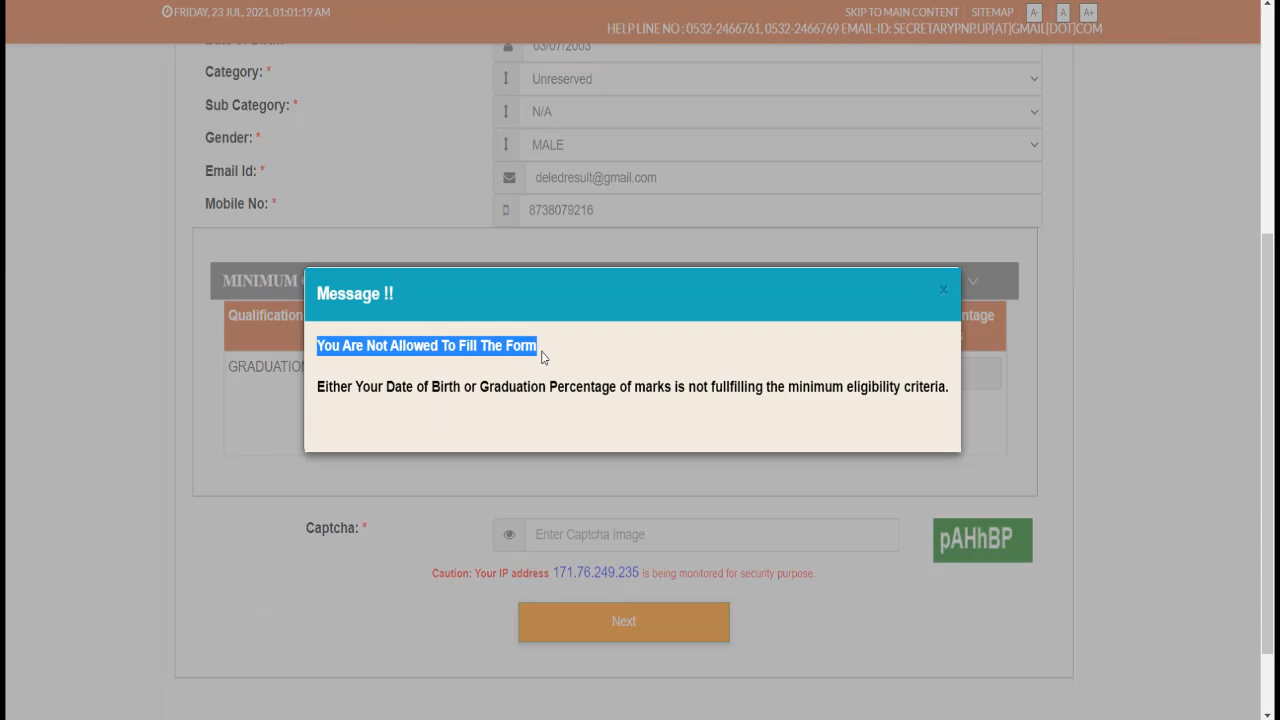 FRIDAY, 23 JUL, 2021, 01:01:19 AM
SKIP TO MAIN CONTENT SITEMAP A- A A+
HELP LINE NO : 0532-2466761, 0532-2466769 EMAIL-ID: SECRETARYPNP.UP[AT]GMAIL[DOT]COM
03/07/2003
Category: * Unreserved
Sub Category: * N/A
Gender: * MALE
Email Id: * deledresult@gmail.com
Mobile No: * 8738079216
MINIMUM
Message !! ×
Qualification
You Are Not Allowed To Fill The Form
GRADUATION
Either Your Date of Birth or Graduation Percentage of marks is not fullfilling the minimum eligibility criteria.
Captcha: * Enter Captcha Image pAHhBP
Caution: Your IP address 171.76.249.235 is being monitored for security purpose.
Next